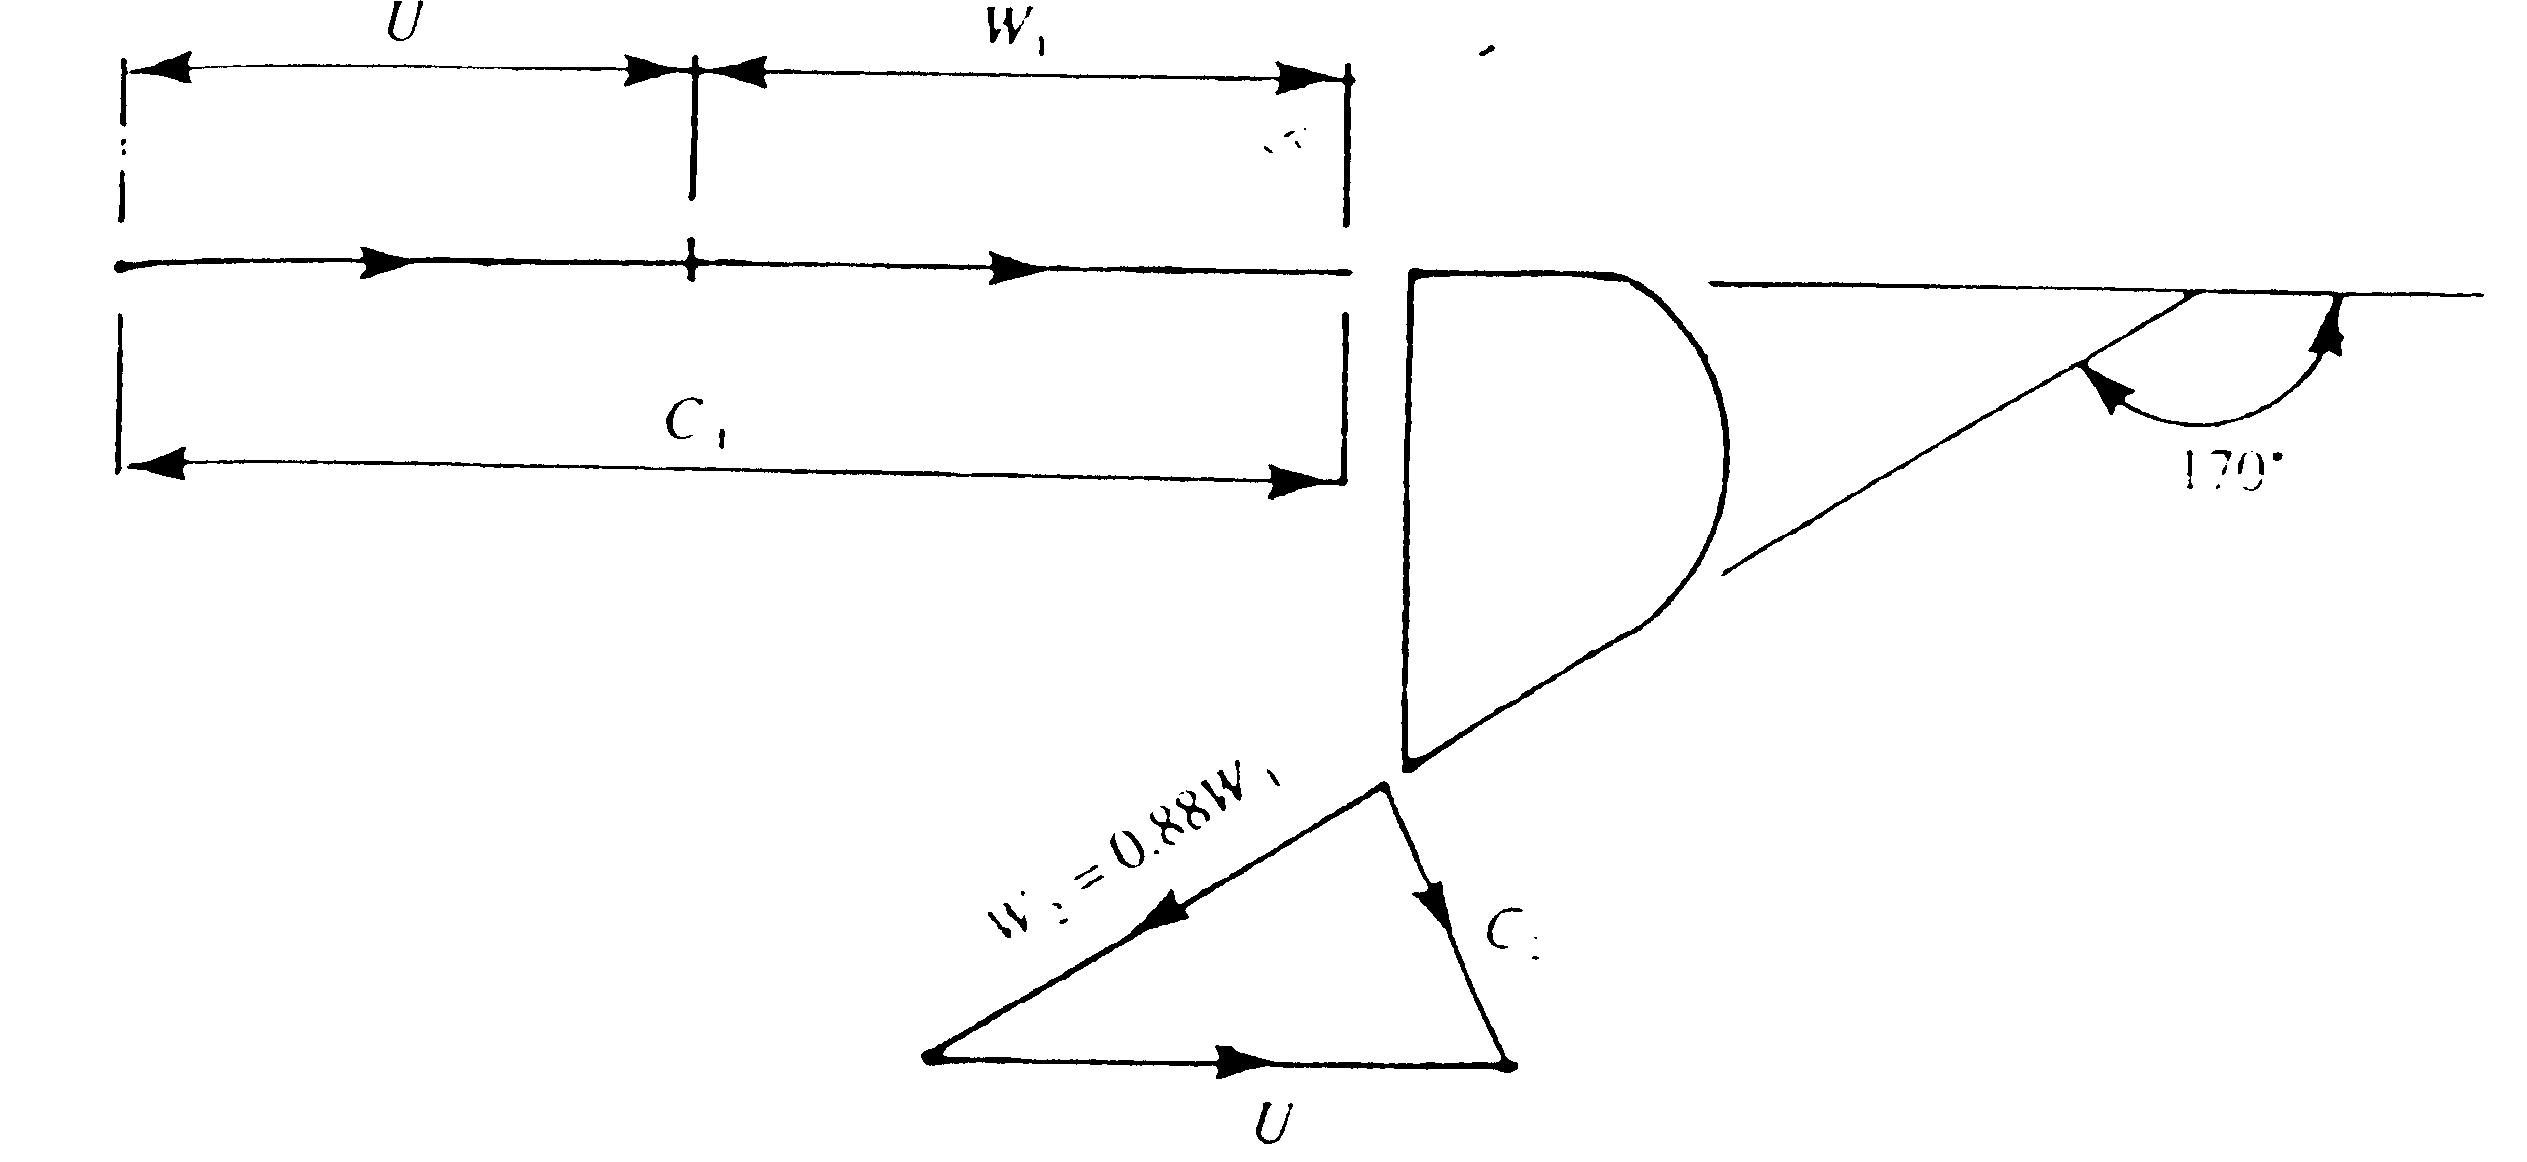 U
W₁
C₁
170°
W₂ = 0.88W₁
C₂
U